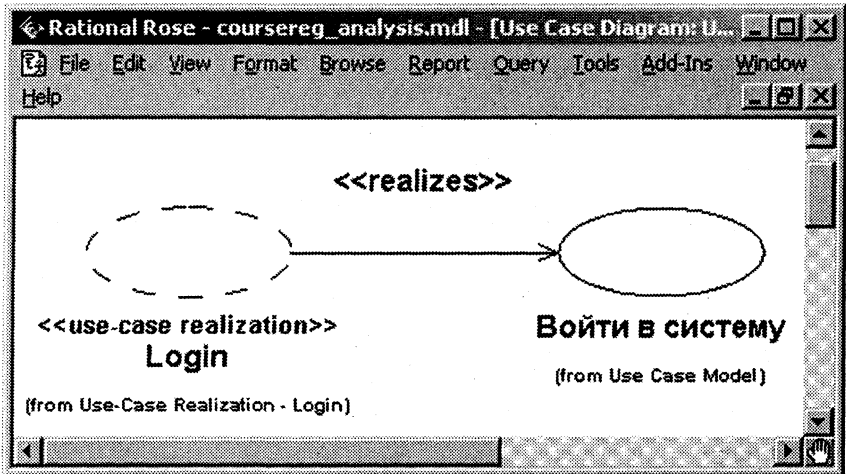 Rational Rose - coursereg_analysis.mdl - [Use Case Diagram: U...
File Edit View Format Browse Report Query Tools Add-Ins Window
Help
<<realizes>>
<<use-case realization>>
Login
(from Use-Case Realization - Login)
Войти в систему
(from Use Case Model)